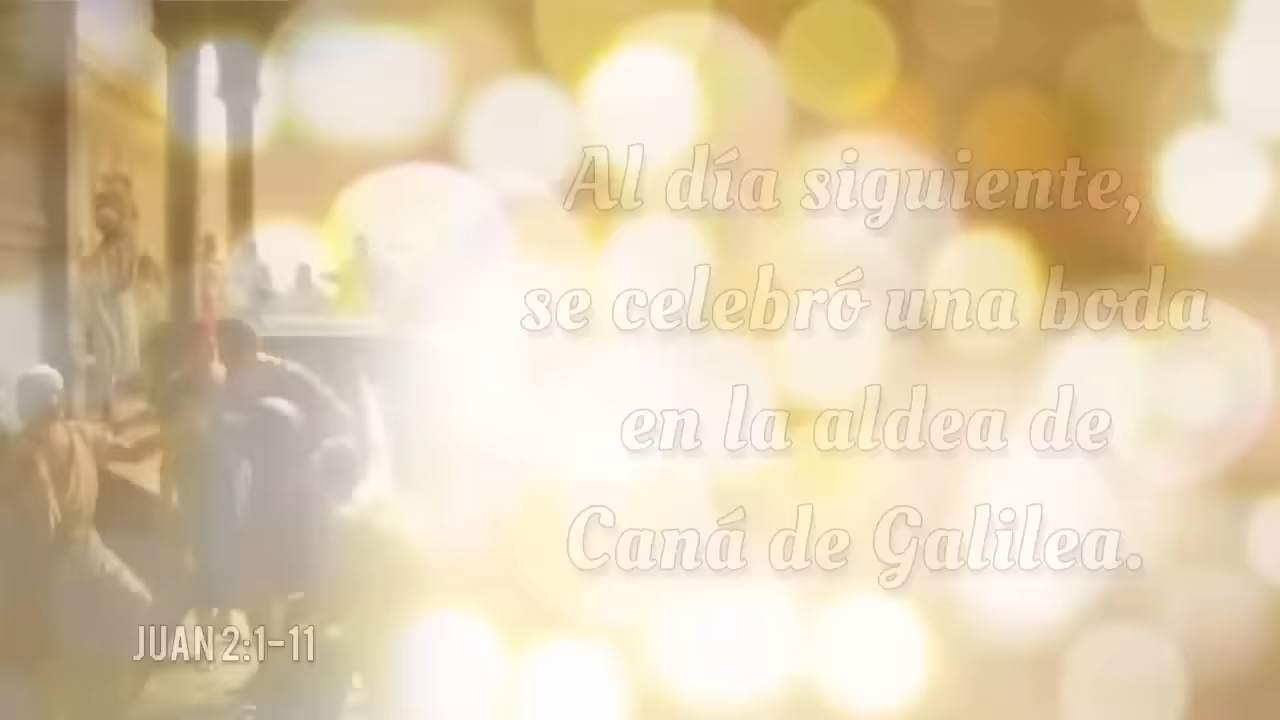 Al día siguiente,
se celebró una boda
en la aldea de
Caná de Galilea.
JUAN 2:1-11